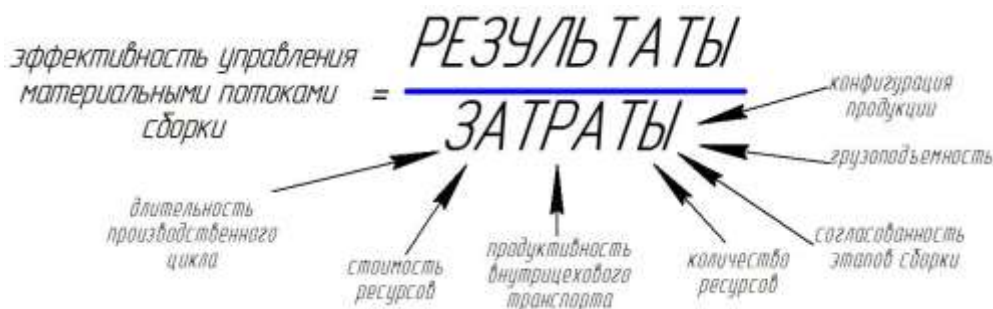 эффективность управления
материальными потоками
сборки
=
РЕЗУЛЬТАТЫ
ЗАТРАТЫ
конфигурация
продукции
грузоподъемность
согласованность
этапов сборки
длительность
производственного
цикла
стоимость
ресурсов
продуктивность
внутрицехового
транспорта
количество
ресурсов